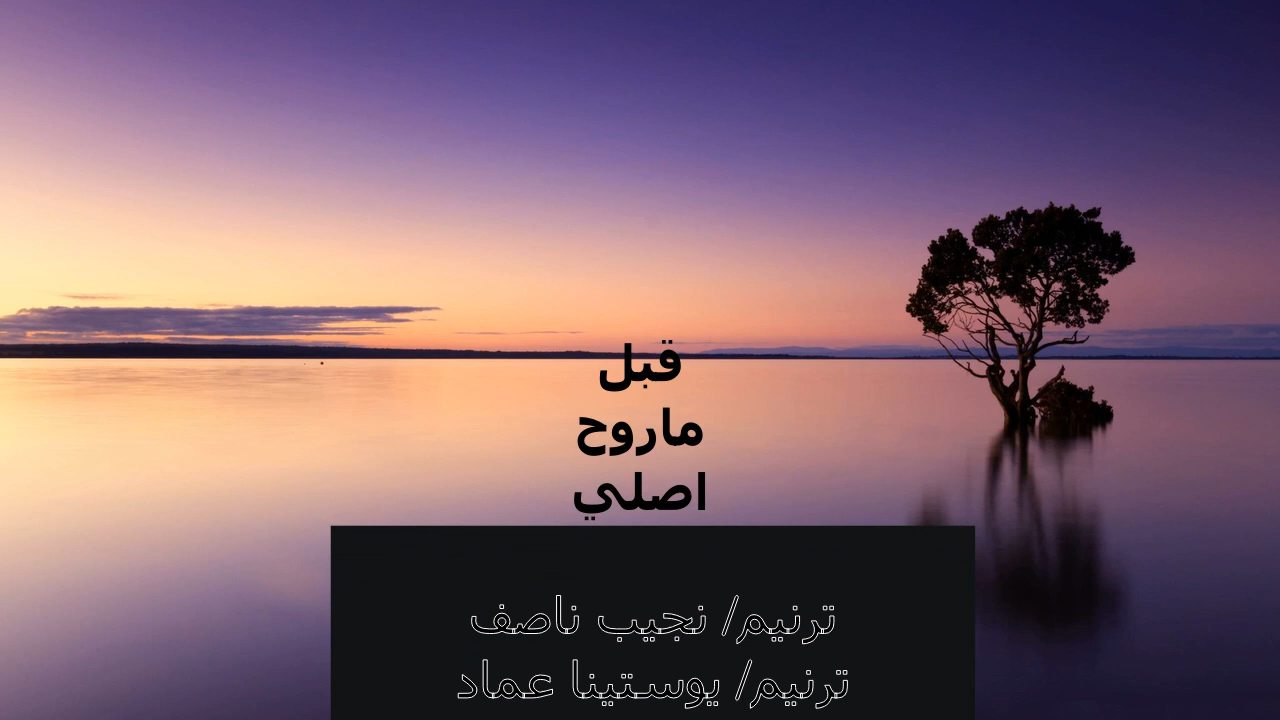 قبل
ماروح
اصلي
ترنيم/ نجيب ناصف
ترنيم/ يوستينا عماد